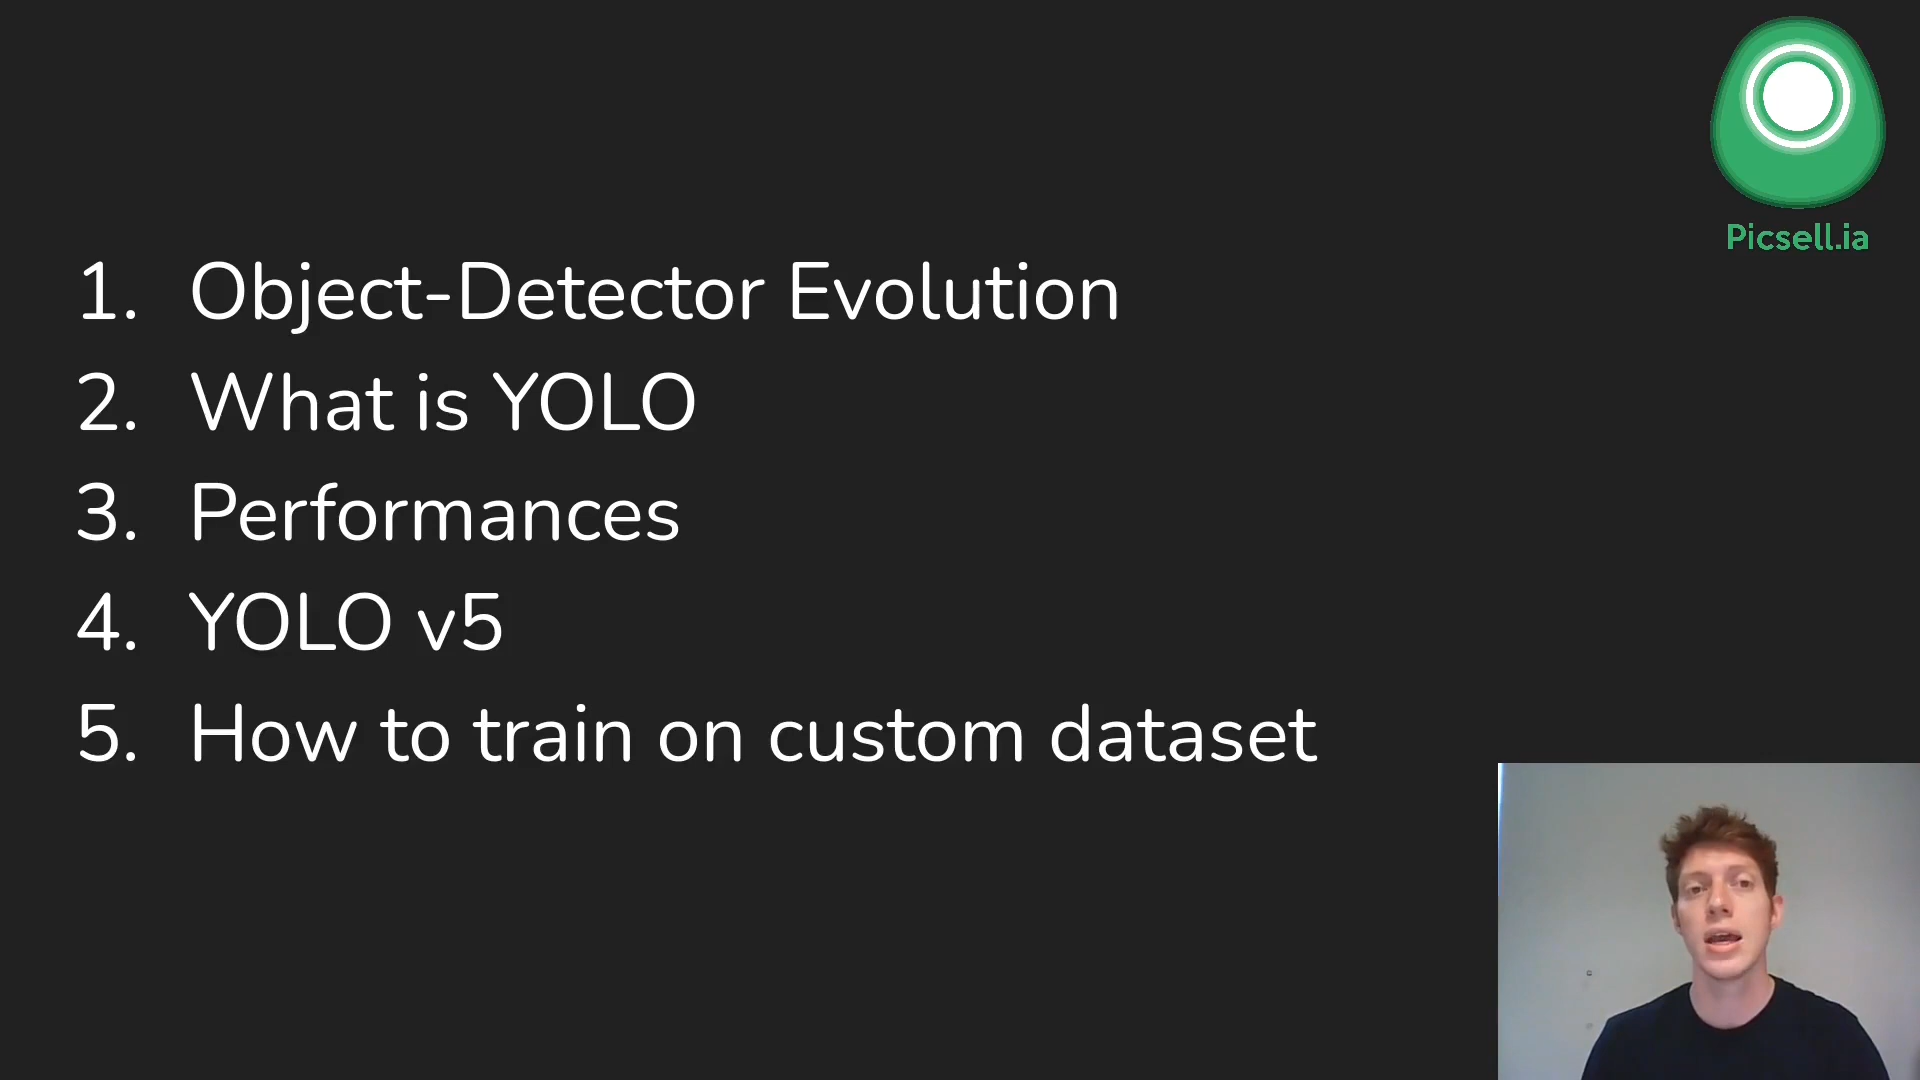 Picsell.ia
1. Object-Detector Evolution
2. What is YOLO
3. Performances
4. YOLO v5
5. How to train on custom dataset